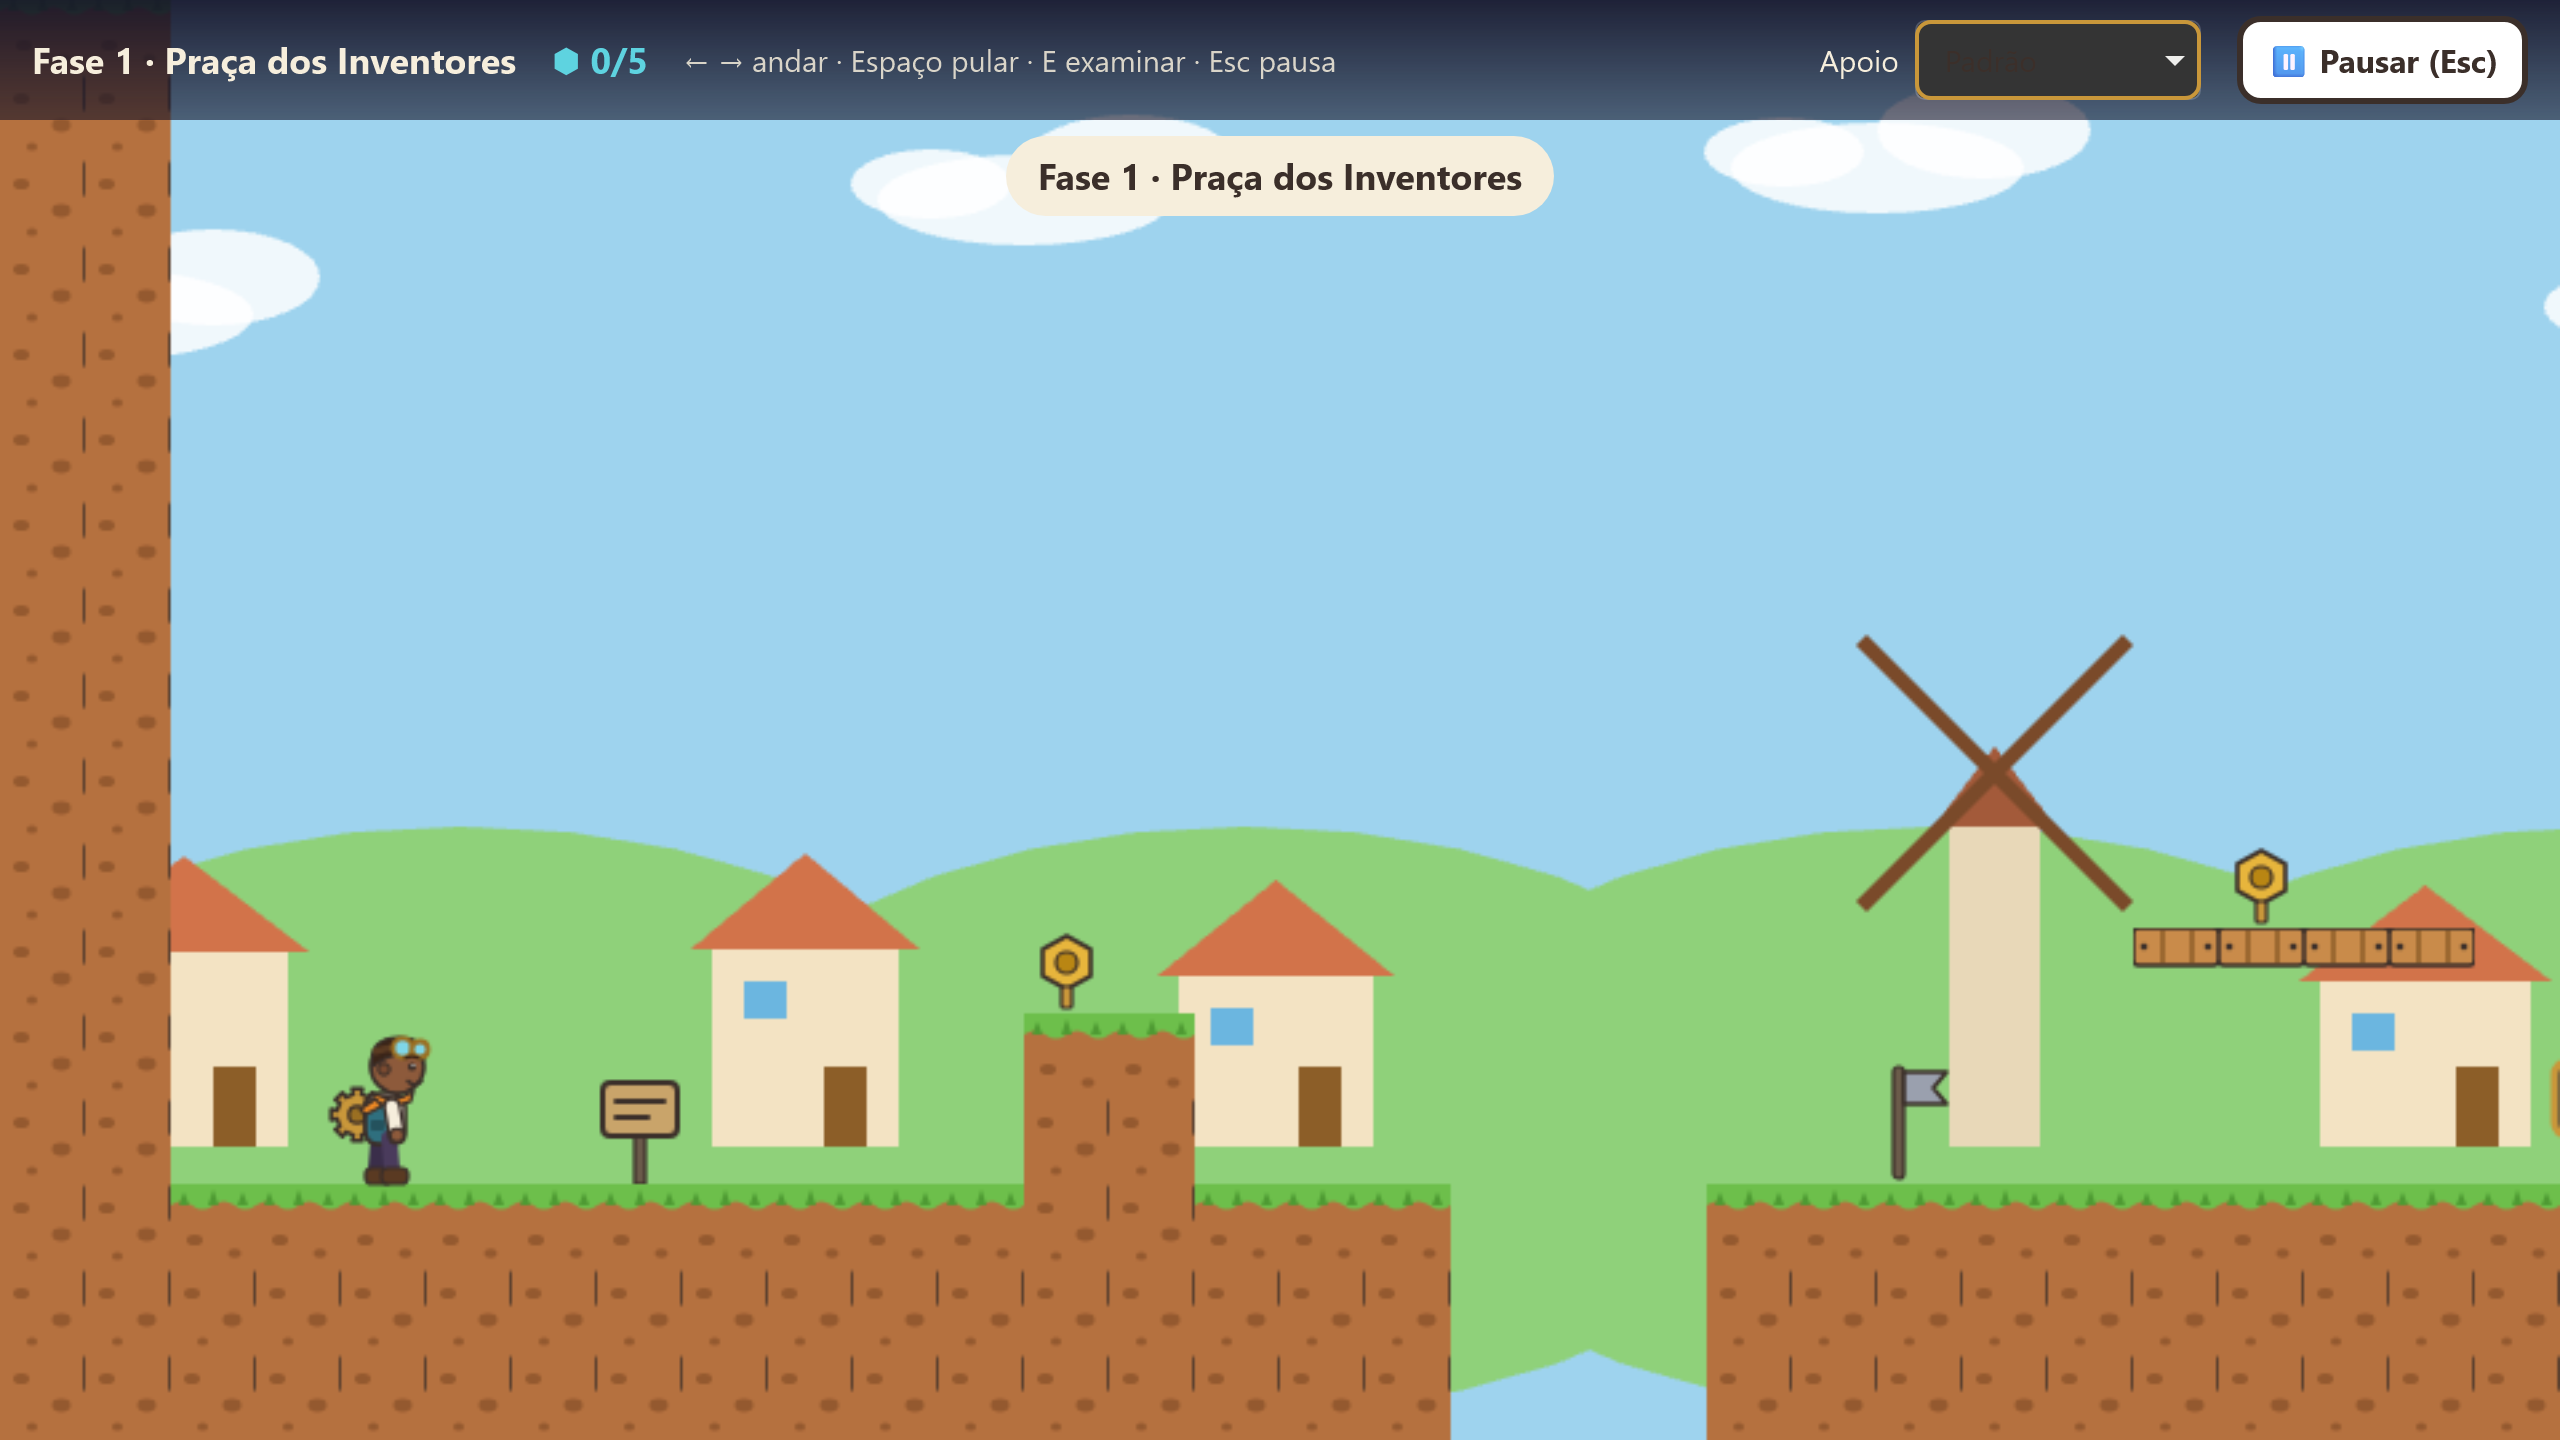 Fase 1 · Praça dos Inventores
0/5
← → andar · Espaço pular · E examinar · Esc pausa
Apoio
Pausar (Esc)
Fase 1 · Praça dos Inventores